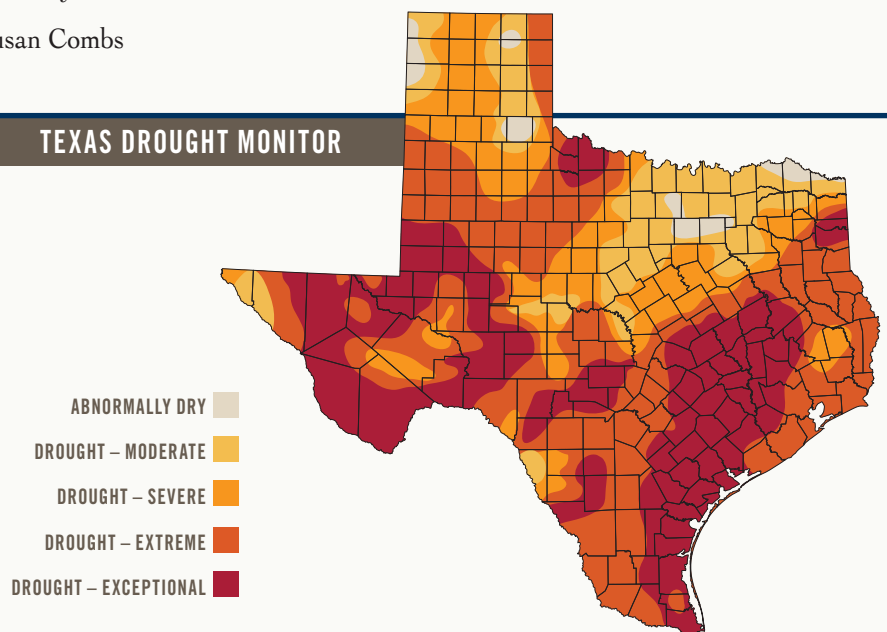 usan Combs
TEXAS DROUGHT MONITOR
ABNORMALLY DRY
DROUGHT – MODERATE
DROUGHT – SEVERE
DROUGHT – EXTREME
DROUGHT – EXCEPTIONAL